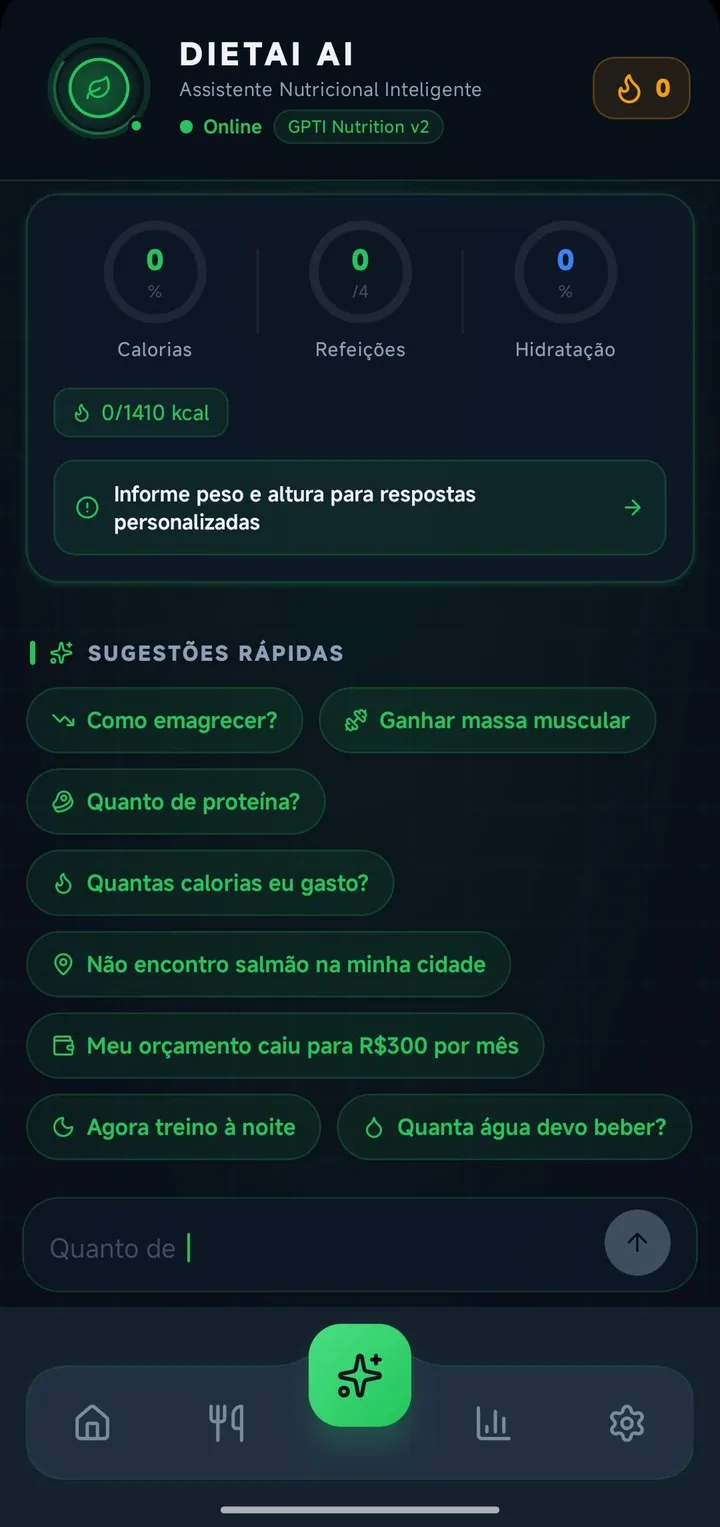 DIETAI AI
Assistente Nutricional Inteligente
Online GPTI Nutrition v2
0
0 0 0
% /4 %
Calorias Refeições Hidratação
0/1410 kcal
Informe peso e altura para respostas
personalizadas
SUGESTÕES RÁPIDAS
Como emagrecer? Ganhar massa muscular
Quanto de proteína?
Quantas calorias eu gasto?
Não encontro salmão na minha cidade
Meu orçamento caiu para R$300 por mês
Agora treino à noite Quanta água devo beber?
Quanto de